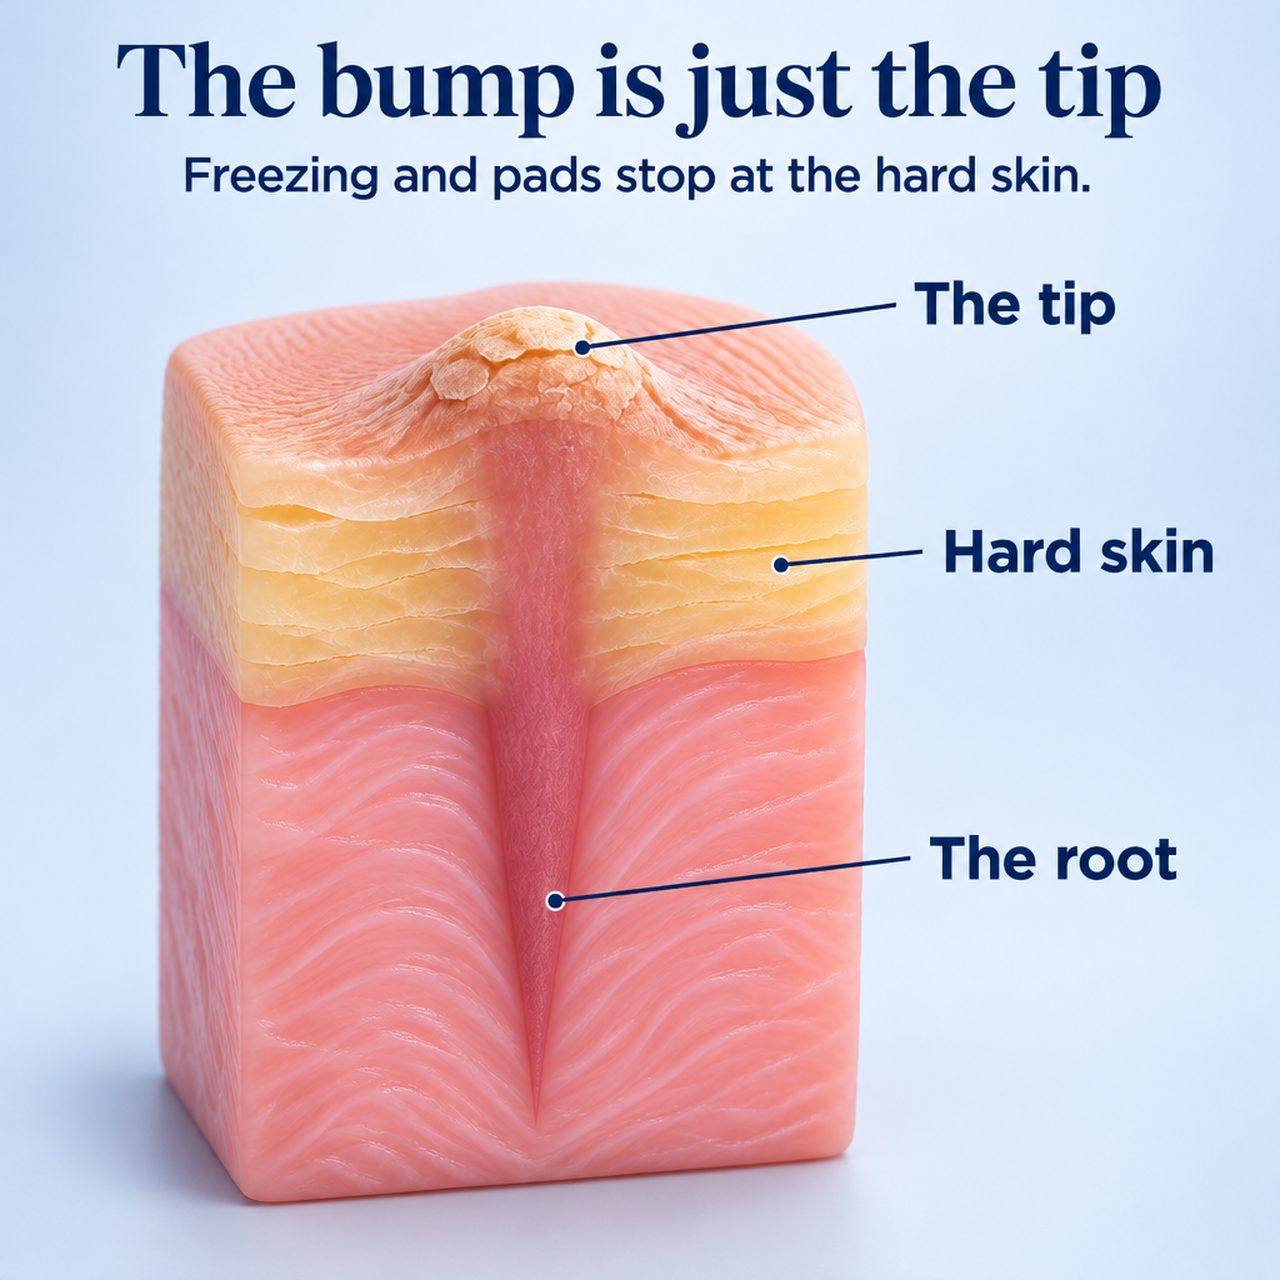 The bump is just the tip
Freezing and pads stop at the hard skin.
The tip
Hard skin
The root